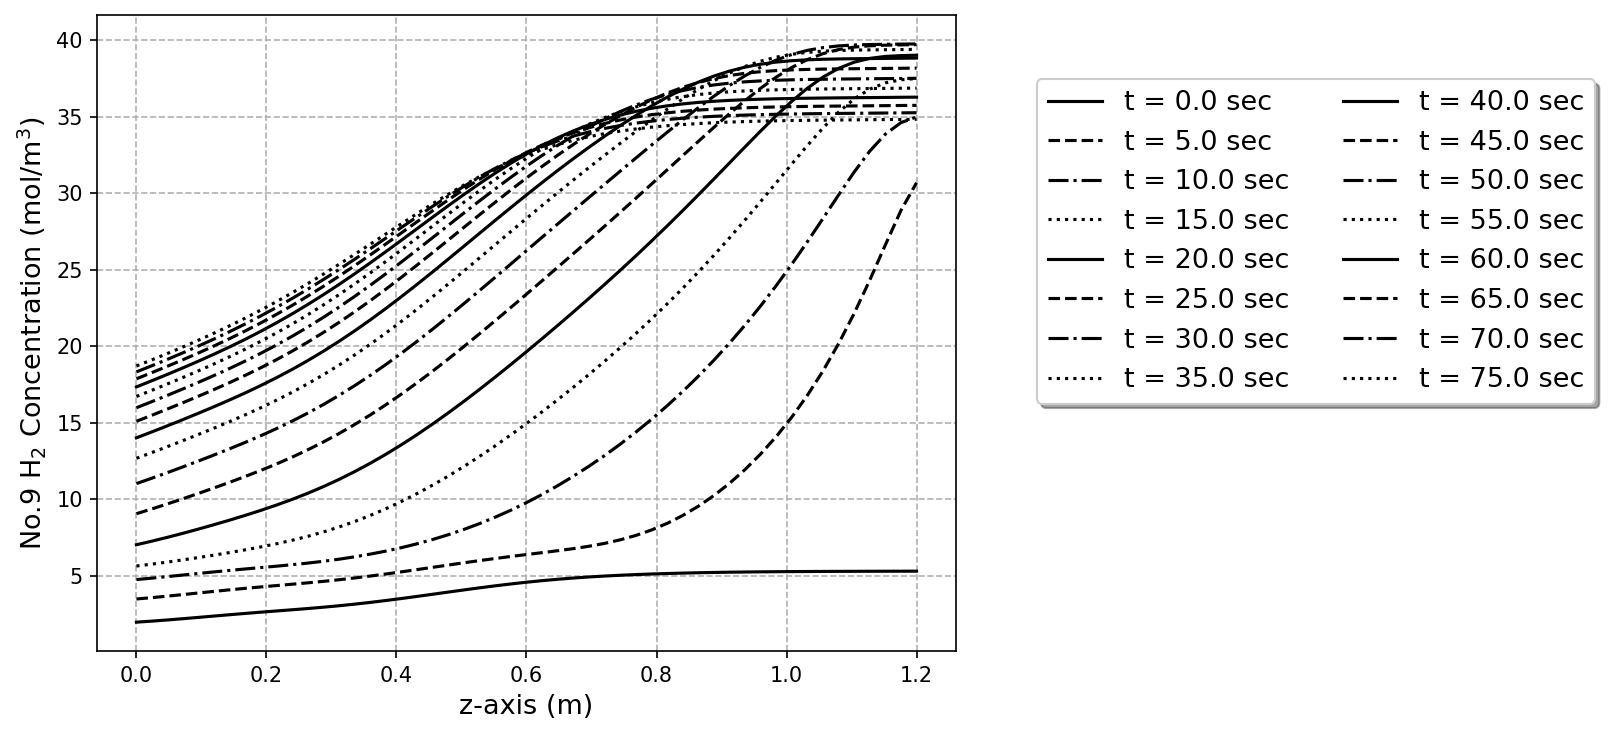 No.9 H₂ Concentration (mol/m³)
40
35
30
25
20
15
10
5
0.0 0.2 0.4 0.6 0.8 1.0 1.2
z-axis (m)
t = 0.0 sec
t = 5.0 sec
t = 10.0 sec
t = 15.0 sec
t = 20.0 sec
t = 25.0 sec
t = 30.0 sec
t = 35.0 sec
t = 40.0 sec
t = 45.0 sec
t = 50.0 sec
t = 55.0 sec
t = 60.0 sec
t = 65.0 sec
t = 70.0 sec
t = 75.0 sec